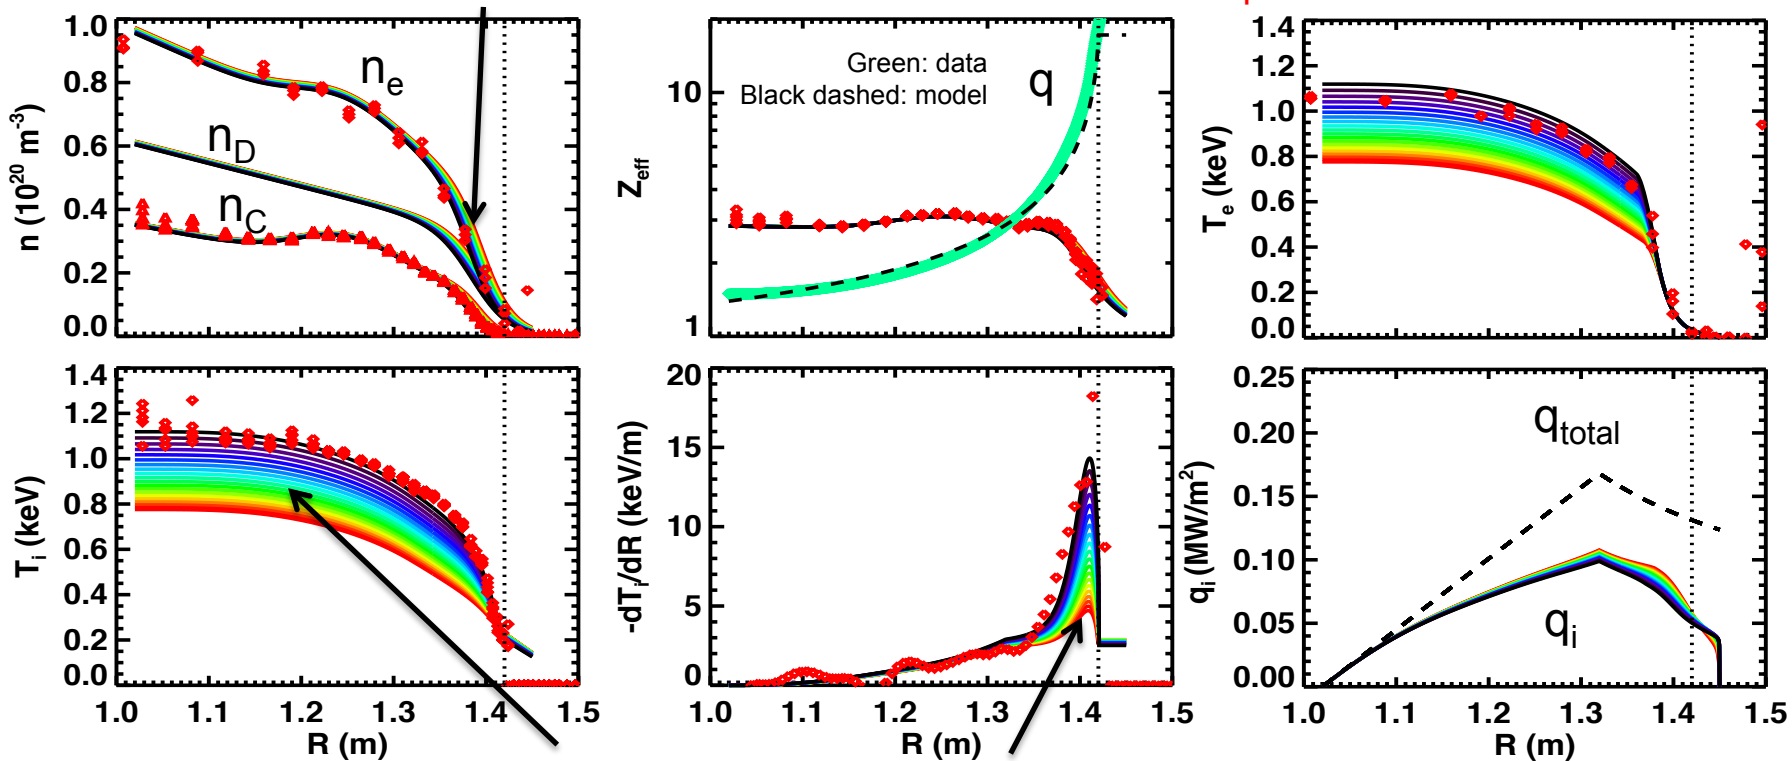 1.0
0.8
0.6
0.4
0.2
0.0
n (10^20 m^-3)
n_e
n_D
n_C
10
1
Z_eff
Green: data
Black dashed: model
q
1.4
1.2
1.0
0.8
0.6
0.4
0.2
0.0
T_e (keV)
1.4
1.2
1.0
0.8
0.6
0.4
0.2
0.0
T_i (keV)
1.0 1.1 1.2 1.3 1.4 1.5
R (m)
20
15
10
5
0
-dT_i/dR (keV/m)
1.0 1.1 1.2 1.3 1.4 1.5
R (m)
0.25
0.20
0.15
0.10
0.05
0.00
q_i (MW/m^2)
q_total
q_i
1.0 1.1 1.2 1.3 1.4 1.5
R (m)